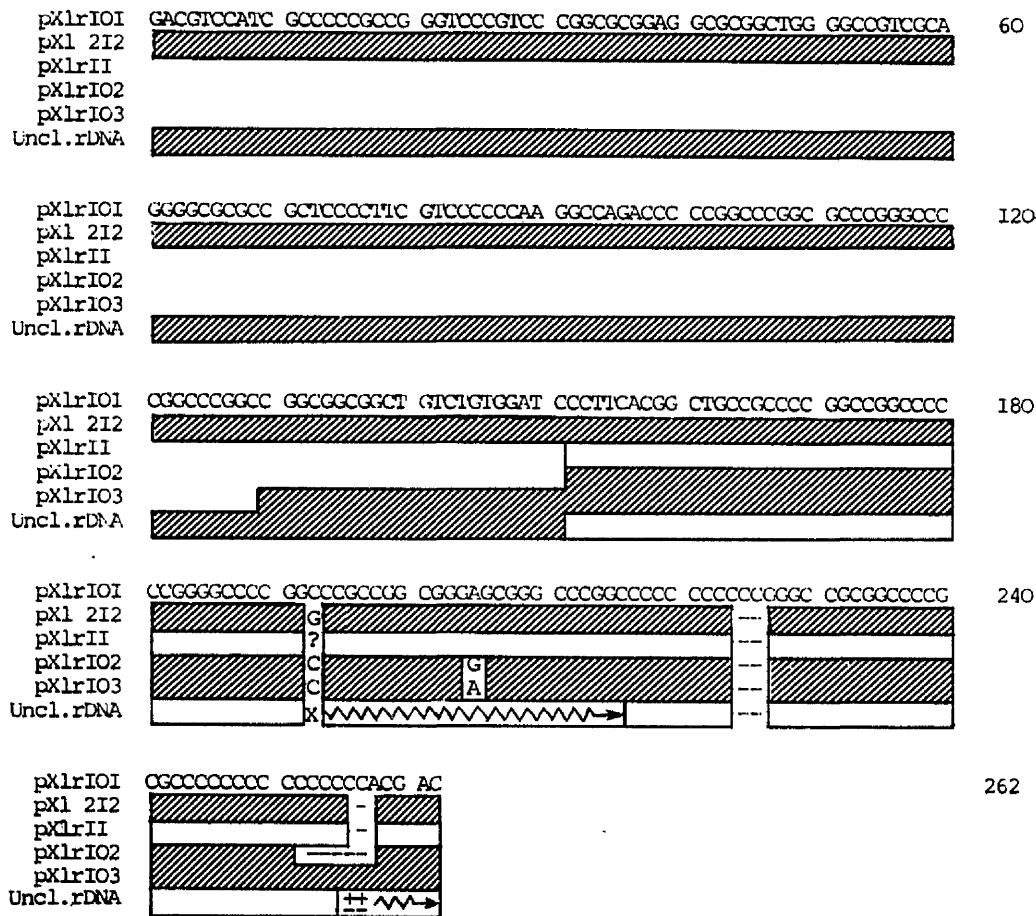 pXlrIOI GACGTCCATC GCCCCCGCCG GGTCCCGTCC CGGCGCGGAG GCGCGGCTGG GGCCGTCGCA 60
pXl 2I2
pXlrII
pXlrIO2
pXlrIO3
Uncl.rDNA
pXlrIOI GGGGCGCGCC GCTCCCCTTC GTCCCCCCAA GGCCAGACCC CCGGCCCGGC GCCCGGGCCC I20
pXl 2I2
pXlrII
pXlrIO2
pXlrIO3
Uncl.rDNA
pXlrIO1 CGGCCCGGCC GGCGGCGGCT GTCTGTGGAT CCCTTCACGG CTGCCGCCCC GGCCGGCCCC I80
pXl 2I2
pXlrII
pXlrIO2
pXlrIO3
Uncl.rDNA
pXlrIOI CCGGGGCCCC GGCCCGCCGG CGGGAGCGGG CCCGGCCCCC CCCCCCGGGC CGCGGCCCCG 240
pXl 2I2 G ---
pXlrII ? ---
pXlrIO2 C G ---
pXlrIO3 C A ---
Uncl.rDNA X ---
pXlrIOI CGCCCCCCCC CCCCCCCACG AC 262
pXl 2I2 -
pXlrII -
pXlrIO2 -----
pXlrIO3
Uncl.rDNA ‡‡